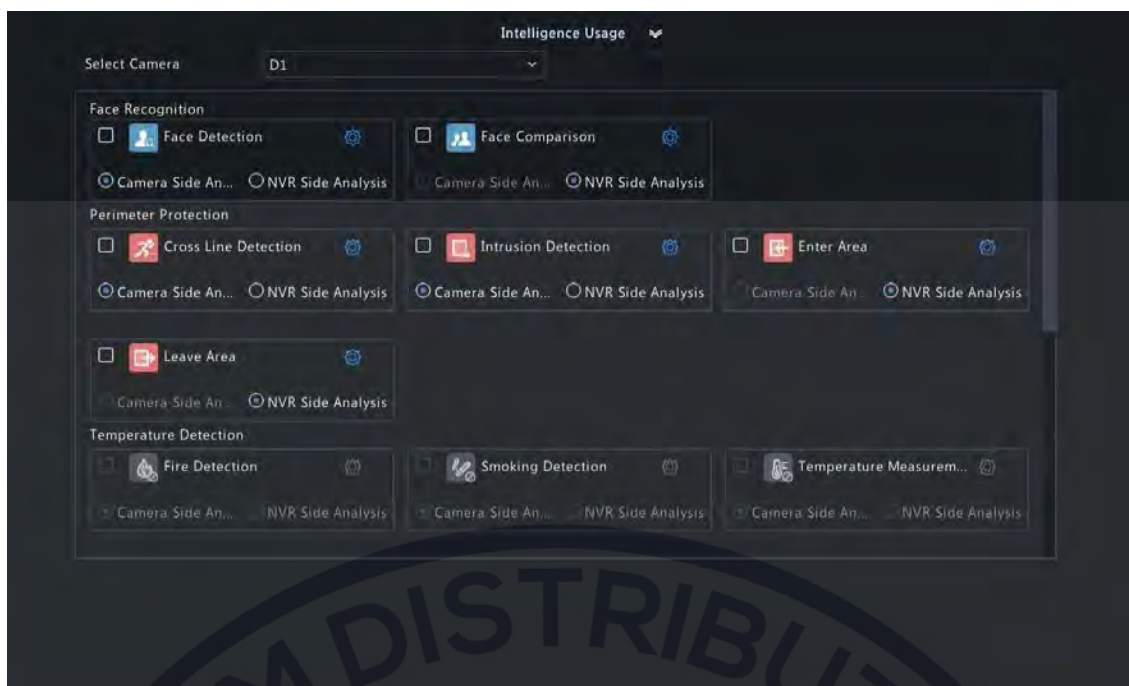 Intelligence Usage
Select Camera D1
Face Recognition
Face Detection Face Comparison
Camera Side An... NVR Side Analysis Camera Side An... NVR Side Analysis
Perimeter Protection
Cross Line Detection Intrusion Detection Enter Area
Camera Side An... NVR Side Analysis Camera Side An... NVR Side Analysis Camera Side An... NVR Side Analysis
Leave Area
Camera Side An... NVR Side Analysis
Temperature Detection
Fire Detection Smoking Detection Temperature Measurem...
Camera Side An... NVR Side Analysis Camera Side An... NVR Side Analysis Camera Side An... NVR Side Analysis
M DISTRIBUT